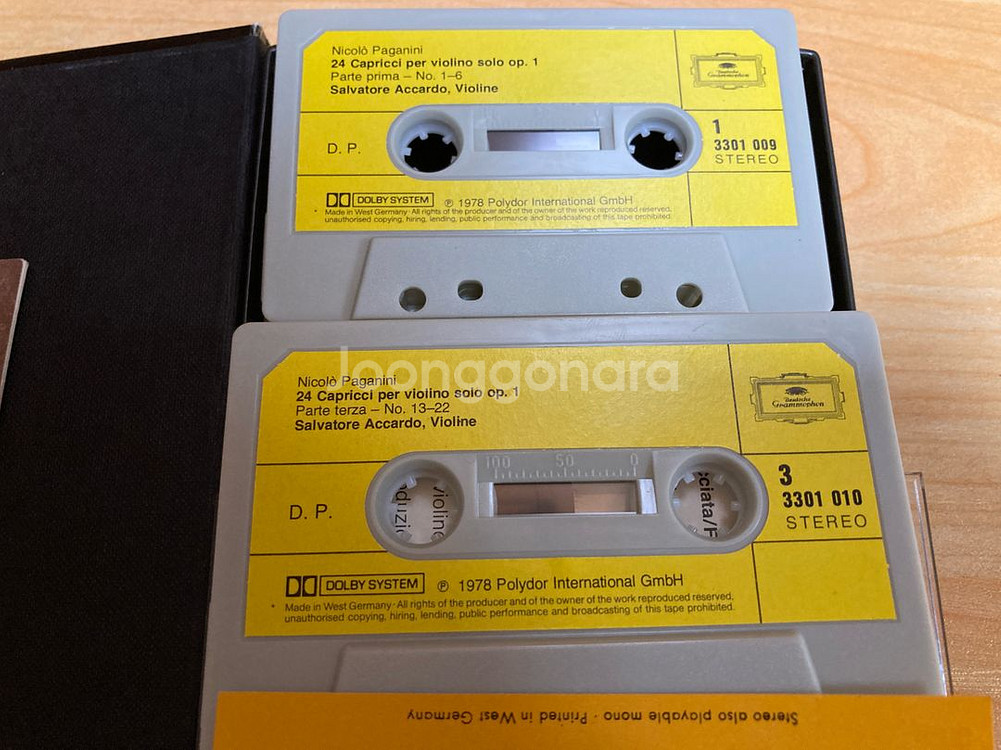 Nicolò Paganini
24 Capricci per violino solo op. 1
Parte prima – No. 1–6
Salvatore Accardo, Violine
Deutsche
Grammophon
D. P.
1
3301 009
STEREO
DOLBY SYSTEM
℗ 1978 Polydor International GmbH
Made in West Germany · All rights of the producer and of the owner of the work reproduced reserved,
unauthorised copying, hiring, lending, public performance and broadcasting of this tape prohibited.
Joonggonara
Nicolò Paganini
24 Capricci per violino solo op. 1
Parte terza – No. 13–22
Salvatore Accardo, Violine
Deutsche
Grammophon
100 50 0
D. P.
3
3301 010
STEREO
DOLBY SYSTEM
℗ 1978 Polydor International GmbH
Made in West Germany · All rights of the producer and of the owner of the work reproduced reserved,
unauthorised copying, hiring, lending, public performance and broadcasting of this tape prohibited.
Stereo also playable mono · Printed in West Germany